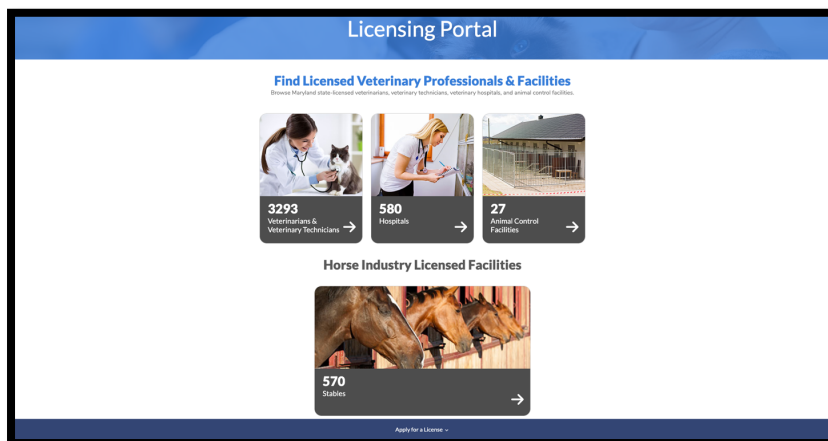 Licensing Portal
Find Licensed Veterinary Professionals & Facilities
Browse Maryland state-licensed veterinarians, veterinary technicians, veterinary hospitals, and animal control facilities.
3293
Veterinarians &
Veterinary Technicians
580
Hospitals
27
Animal Control
Facilities
Horse Industry Licensed Facilities
570
Stables
Apply for a License